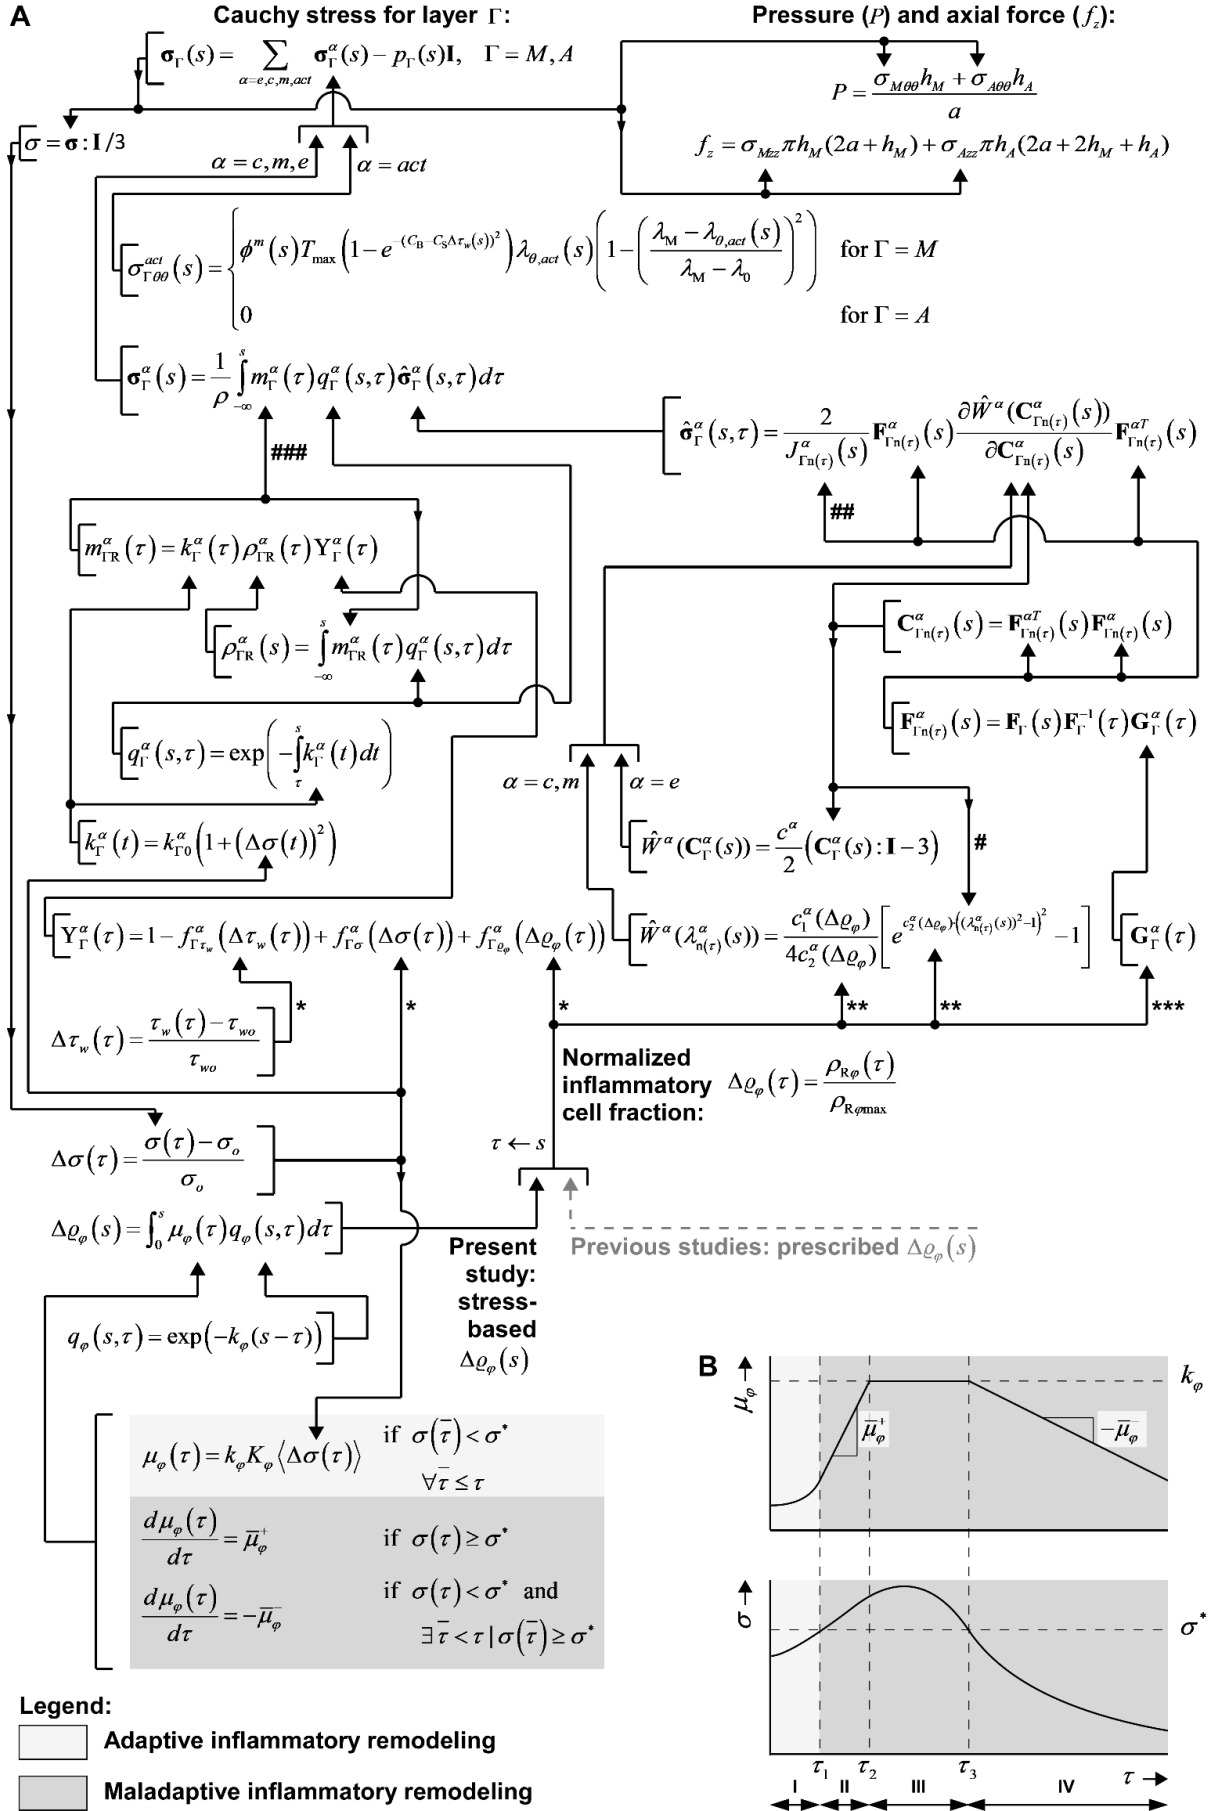 A
Cauchy stress for layer Γ:
Pressure (P) and axial force (f_z):
σ_Γ(s) = ∑_{α=e,c,m,act} σ_Γ^α(s) − p_Γ(s)I, Γ = M, A
P = (σ_{Mθθ}h_M + σ_{Aθθ}h_A) / a
σ = σ : I /3
f_z = σ_{Mzz}πh_M(2a + h_M) + σ_{Azz}πh_A(2a + 2h_M + h_A)
α = c, m, e
α = act
σ_{Γθθ}^{act}(s) = { ϕ^m(s)T_max(1 − e^{−(C_B−C_SΔτ_w(s))^2})λ_{θ,act}(s)(1 − ((λ_M − λ_{θ,act}(s)) / (λ_M − λ_0))^2) for Γ = M
0 for Γ = A
σ_Γ^α(s) = 1/ρ ∫_{−∞}^{s} m_Γ^α(τ)q_Γ^α(s,τ)σ̂_Γ^α(s,τ)dτ
σ̂_Γ^α(s,τ) = 2 / J_{Γn(τ)}^α(s) F_{Γn(τ)}^α(s) ∂Ŵ^α(C_{Γn(τ)}^α(s)) / ∂C_{Γn(τ)}^α(s) F_{Γn(τ)}^{αT}(s)
###
##
m_{ΓR}^α(τ) = k_Γ^α(τ)ρ_{ΓR}^α(τ)Υ_Γ^α(τ)
C_{Γn(τ)}^α(s) = F_{Γn(τ)}^{αT}(s)F_{Γn(τ)}^α(s)
ρ_{ΓR}^α(s) = ∫_{−∞}^{s} m_{ΓR}^α(τ)q_Γ^α(s,τ)dτ
F_{Γn(τ)}^α(s) = F_Γ(s)F_Γ^{−1}(τ)G_Γ^α(τ)
q_Γ^α(s,τ) = exp(−∫_τ^s k_Γ^α(t)dt)
α = c, m
α = e
k_Γ^α(t) = k_{Γ0}^α(1 + (Δσ(t))^2)
Ŵ^α(C_Γ^α(s)) = c^α/2 (C_Γ^α(s) : I − 3)
#
Υ_Γ^α(τ) = 1 − f_{Γτ_w}^α(Δτ_w(τ)) + f_{Γσ}^α(Δσ(τ)) + f_{Γϱ_φ}^α(Δϱ_φ(τ))
Ŵ^α(λ_{n(τ)}^α(s)) = c_1^α(Δϱ_φ) / 4c_2^α(Δϱ_φ) [e^{c_2^α(Δϱ_φ)·((λ_{n(τ)}^α(s))^2−1)^2} − 1]
G_Γ^α(τ)
*
*
*
**
**
***
Δτ_w(τ) = (τ_w(τ) − τ_{wo}) / τ_{wo}
Normalized
inflammatory
cell fraction:
Δϱ_φ(τ) = ρ_{Rφ}(τ) / ρ_{Rφmax}
τ ← s
Δσ(τ) = (σ(τ) − σ_o) / σ_o
Δϱ_φ(s) = ∫_0^s μ_φ(τ)q_φ(s,τ)dτ
Present
study:
stress-
based
Δϱ_φ(s)
Previous studies: prescribed Δϱ_φ(s)
q_φ(s,τ) = exp(−k_φ(s − τ))
μ_φ(τ) = k_φK_φ⟨Δσ(τ)⟩ if σ(τ̄) < σ*
∀τ̄ ≤ τ
dμ_φ(τ)/dτ = μ̄_φ^+ if σ(τ) ≥ σ*
dμ_φ(τ)/dτ = −μ̄_φ^− if σ(τ) < σ* and
∃ τ̄ < τ | σ(τ̄) ≥ σ*
Legend:
Adaptive inflammatory remodeling
Maladaptive inflammatory remodeling
B
μ_φ →
k_φ
μ̄_φ^+
−μ̄_φ^−
σ →
σ*
τ_1 τ_2 τ_3 τ →
I II III IV